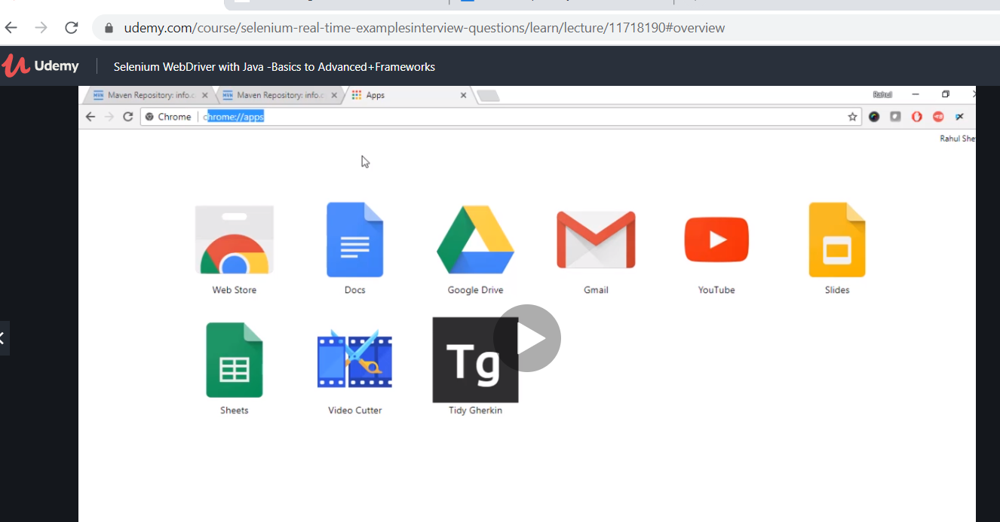 udemy.com/course/selenium-real-time-examplesinterview-questions/learn/lecture/11718190#overview
Udemy Selenium WebDriver with Java -Basics to Advanced+Frameworks
Maven Repository: info.c Maven Repository: info.c Apps Rahul
Chrome chrome://apps
Rahul She
Web Store Docs Google Drive Gmail YouTube Slides
Tg
Sheets Video Cutter Tidy Gherkin